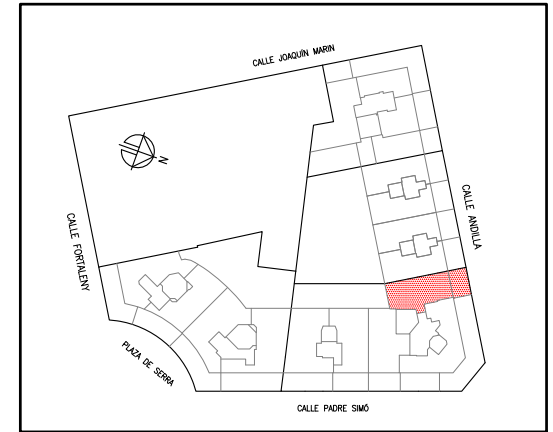 CALLE JOAQUÍN MARIN
N
CALLE ANDILLA
CALLE FORTALENY
PLAZA DE SERRA
CALLE PADRE SIMÓ